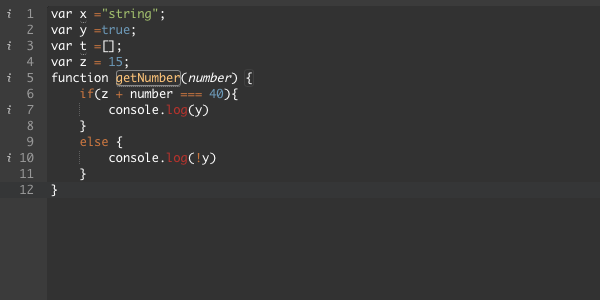 i 1 var x ="string";
2 var y =true;
i 3 var t =[];
4 var z = 15;
i 5 function getNumber(number) {
6     if(z + number === 40){
i 7         console.log(y)
8     }
9     else {
i 10         console.log(!y)
11     }
12 }